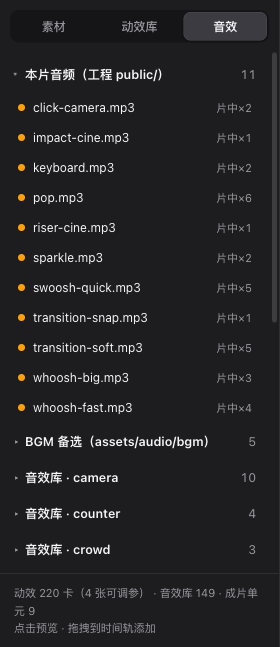 素材 动效库 音效
本片音频（工程 public/） 11
click-camera.mp3 片中×2
impact-cine.mp3 片中×1
keyboard.mp3 片中×2
pop.mp3 片中×6
riser-cine.mp3 片中×1
sparkle.mp3 片中×2
swoosh-quick.mp3 片中×5
transition-snap.mp3 片中×1
transition-soft.mp3 片中×5
whoosh-big.mp3 片中×3
whoosh-fast.mp3 片中×4
BGM 备选（assets/audio/bgm） 5
音效库 · camera 10
音效库 · counter 4
音效库 · crowd 3
动效 220 卡（4 张可调参） · 音效库 149 · 成片单
元 9
点击预览 · 拖拽到时间轨添加